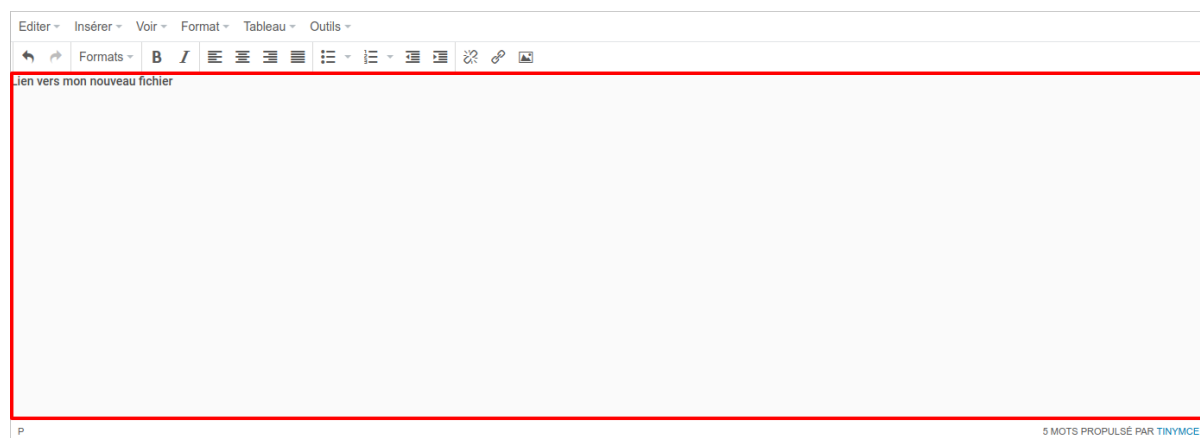 Editer Insérer Voir Format Tableau Outils
Formats B I
Lien vers mon nouveau fichier
P 5 MOTS PROPULSÉ PAR TINYMCE